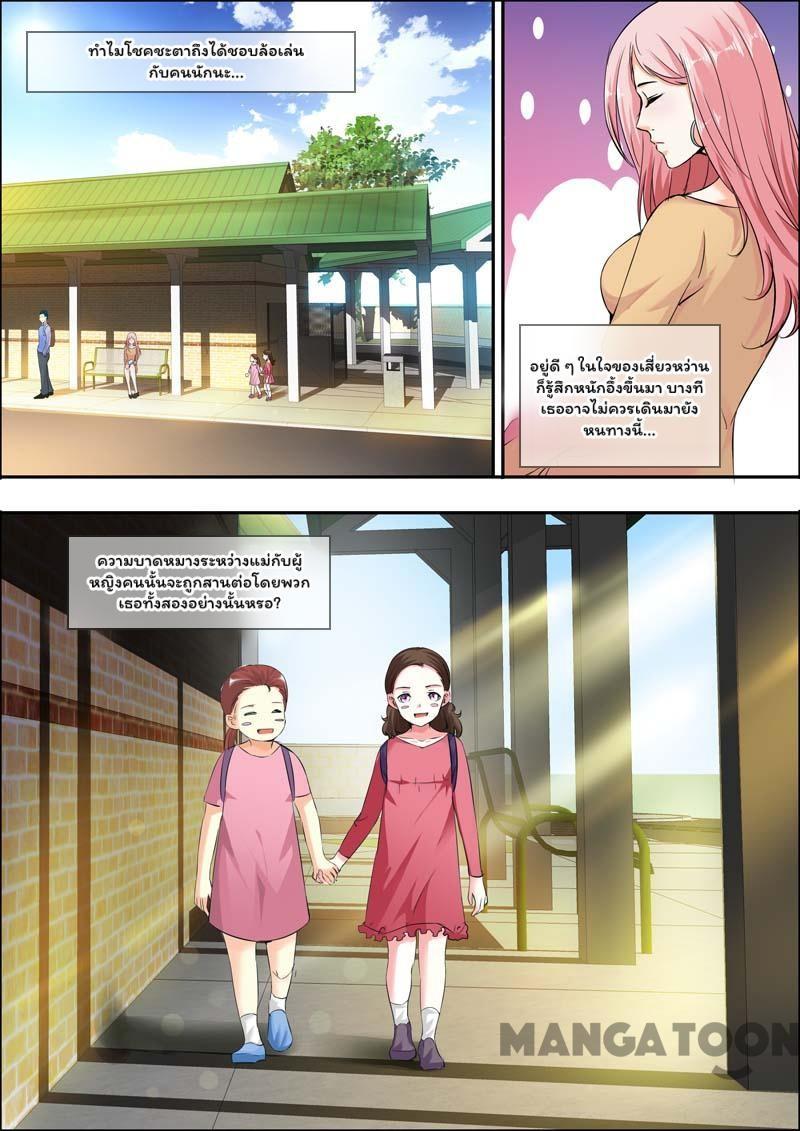 ทำไมโชคชะตาถึงได้ชอบล้อเล่น
กับคนนักนะ...
อยู่ดี ๆ ในใจของเสี่ยวหว่าน
ก็รู้สึกหนักอึ้งขึ้นมา บางที
เธออาจไม่ควรเดินมายัง
หนทางนี้...
ความบาดหมางระหว่างแม่กับผู้
หญิงคนนั้นจะถูกสานต่อโดยพวก
เธอทั้งสองอย่างนั้นหรอ?
MANGATOON